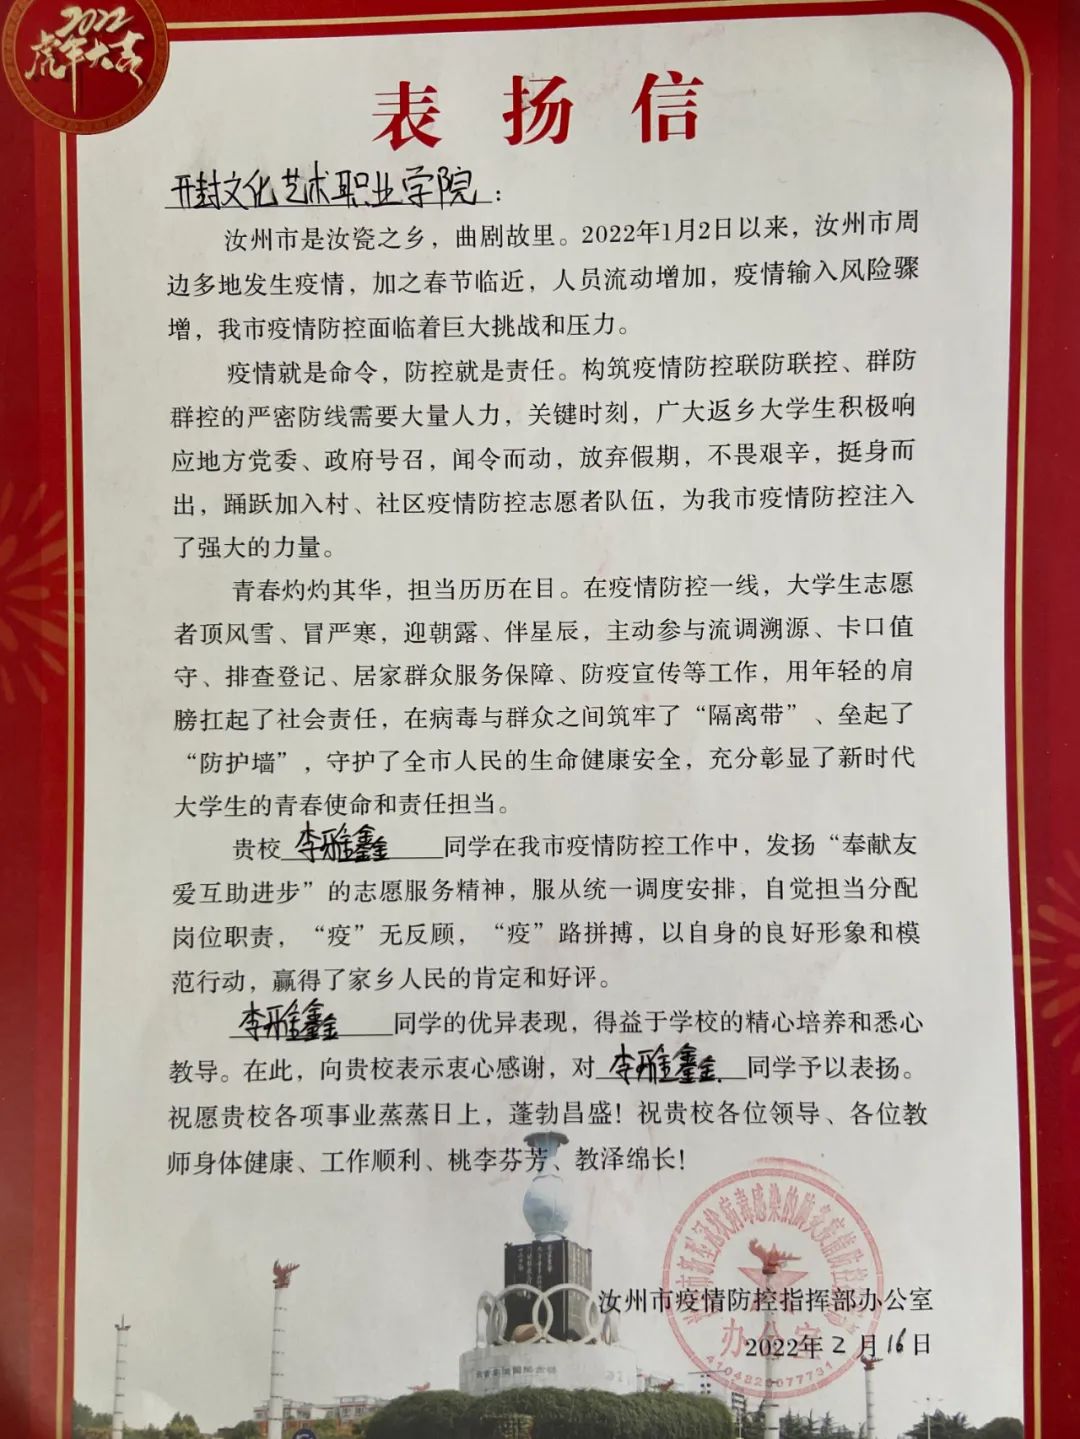 2022
虎年大吉
表扬信
开封文化艺术职业学院：
汝州市是汝瓷之乡，曲剧故里。2022年1月2日以来，汝州市周
边多地发生疫情，加之春节临近，人员流动增加，疫情输入风险骤
增，我市疫情防控面临着巨大挑战和压力。
疫情就是命令，防控就是责任。构筑疫情防控联防联控、群防
群控的严密防线需要大量人力，关键时刻，广大返乡大学生积极响
应地方党委、政府号召，闻令而动，放弃假期，不畏艰辛，挺身而
出，踊跃加入村、社区疫情防控志愿者队伍，为我市疫情防控注入
了强大的力量。
青春灼灼其华，担当历历在目。在疫情防控一线，大学生志愿
者顶风雪、冒严寒，迎朝露、伴星辰，主动参与流调溯源、卡口值
守、排查登记、居家群众服务保障、防疫宣传等工作，用年轻的肩
膀扛起了社会责任，在病毒与群众之间筑牢了“隔离带”、垒起了
“防护墙”，守护了全市人民的生命健康安全，充分彰显了新时代
大学生的青春使命和责任担当。
贵校李雅鑫同学在我市疫情防控工作中，发扬“奉献友
爱互助进步”的志愿服务精神，服从统一调度安排，自觉担当分配
岗位职责，“疫”无反顾，“疫”路拼搏，以自身的良好形象和模
范行动，赢得了家乡人民的肯定和好评。
李雅鑫同学的优异表现，得益于学校的精心培养和悉心
教导。在此，向贵校表示衷心感谢，对李雅鑫同学予以表扬。
祝愿贵校各项事业蒸蒸日上，蓬勃昌盛！祝贵校各位领导、各位教
师身体健康、工作顺利、桃李芬芳、教泽绵长！
汝州市疫情防控指挥部办公室
2022年2月16日
办公室
4104820077731